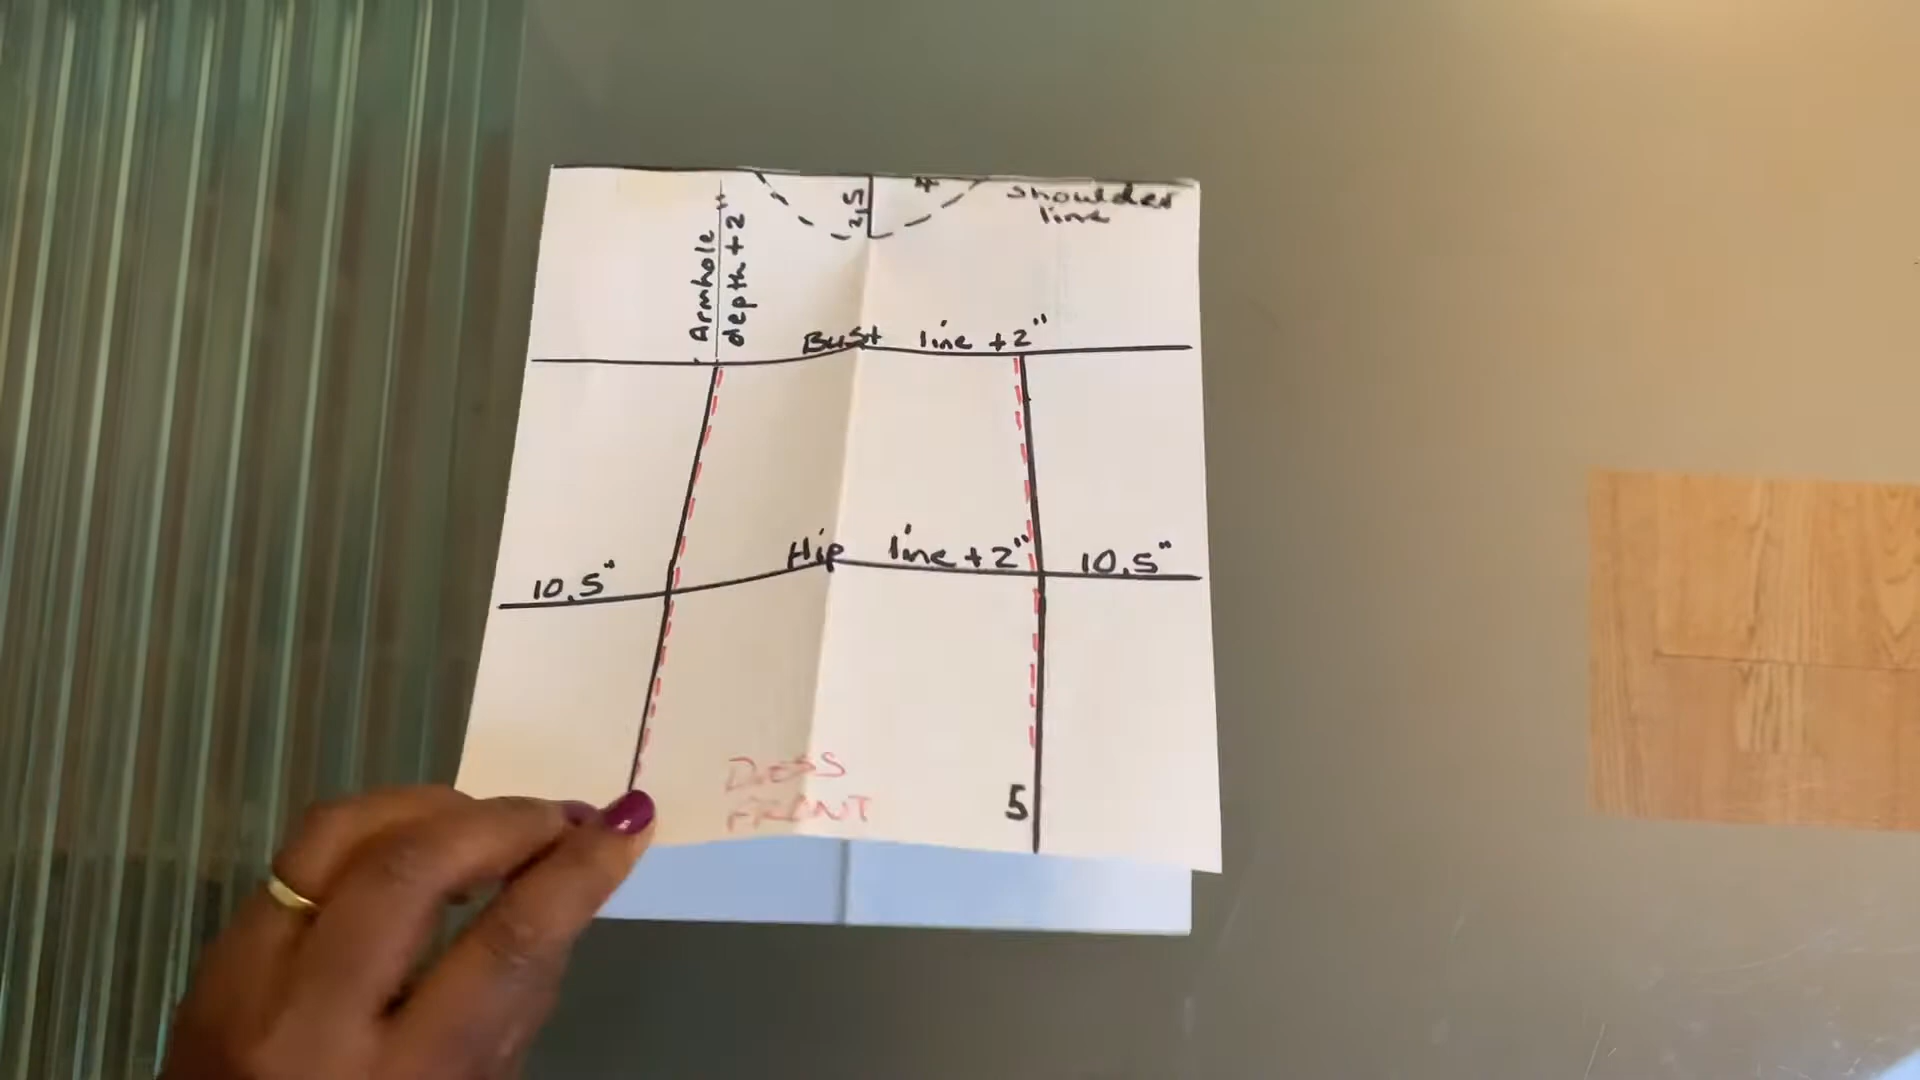 shoulder
line
4
2,5
Armhole
depth + 2"
Bust line + 2"
Hip line + 2"
10.5"
10.5"
DRESS
FRONT
5